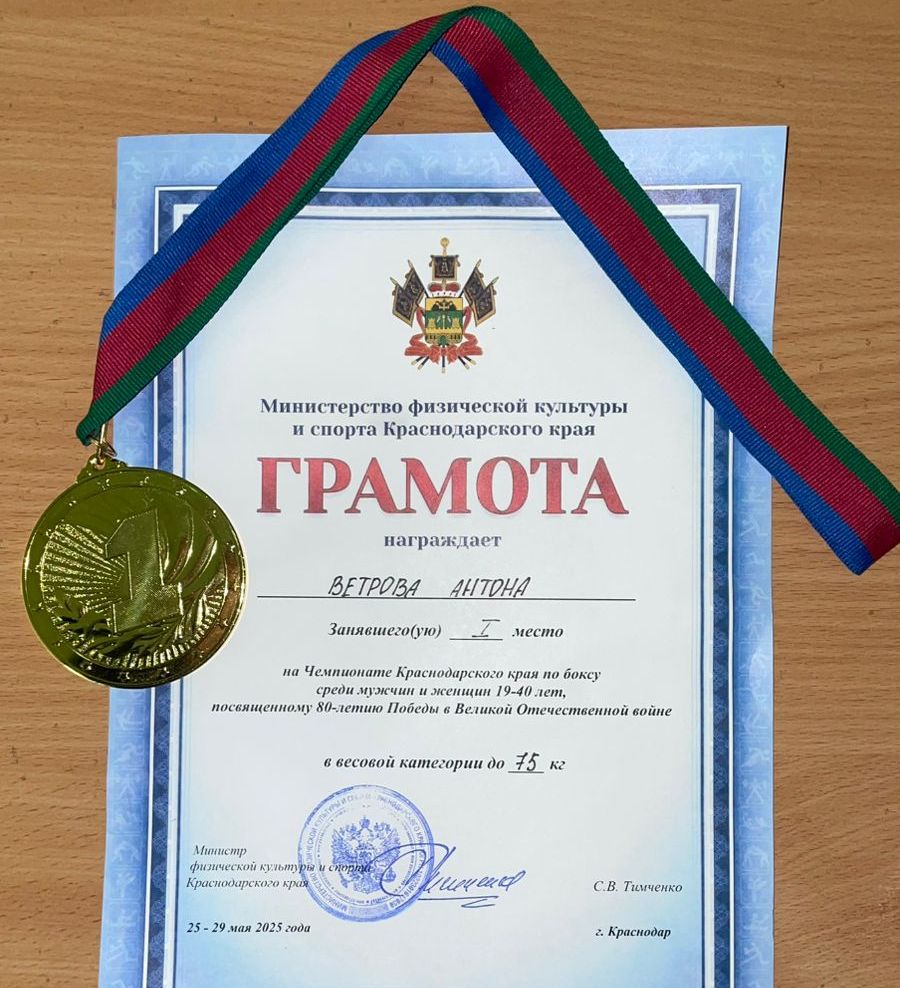 Министерство физической культуры
и спорта Краснодарского края
ГРАМОТА
награждает
ВЕТРОВА АНТОНА
Занявшего(ую) I место
на Чемпионате Краснодарского края по боксу
среди мужчин и женщин 19-40 лет,
посвященному 80-летию Победы в Великой Отечественной войне
в весовой категории до 75 кг
Министр
физической культуры и спорта
Краснодарского края
С.В. Тимченко
25 - 29 мая 2025 года
г. Краснодар
1